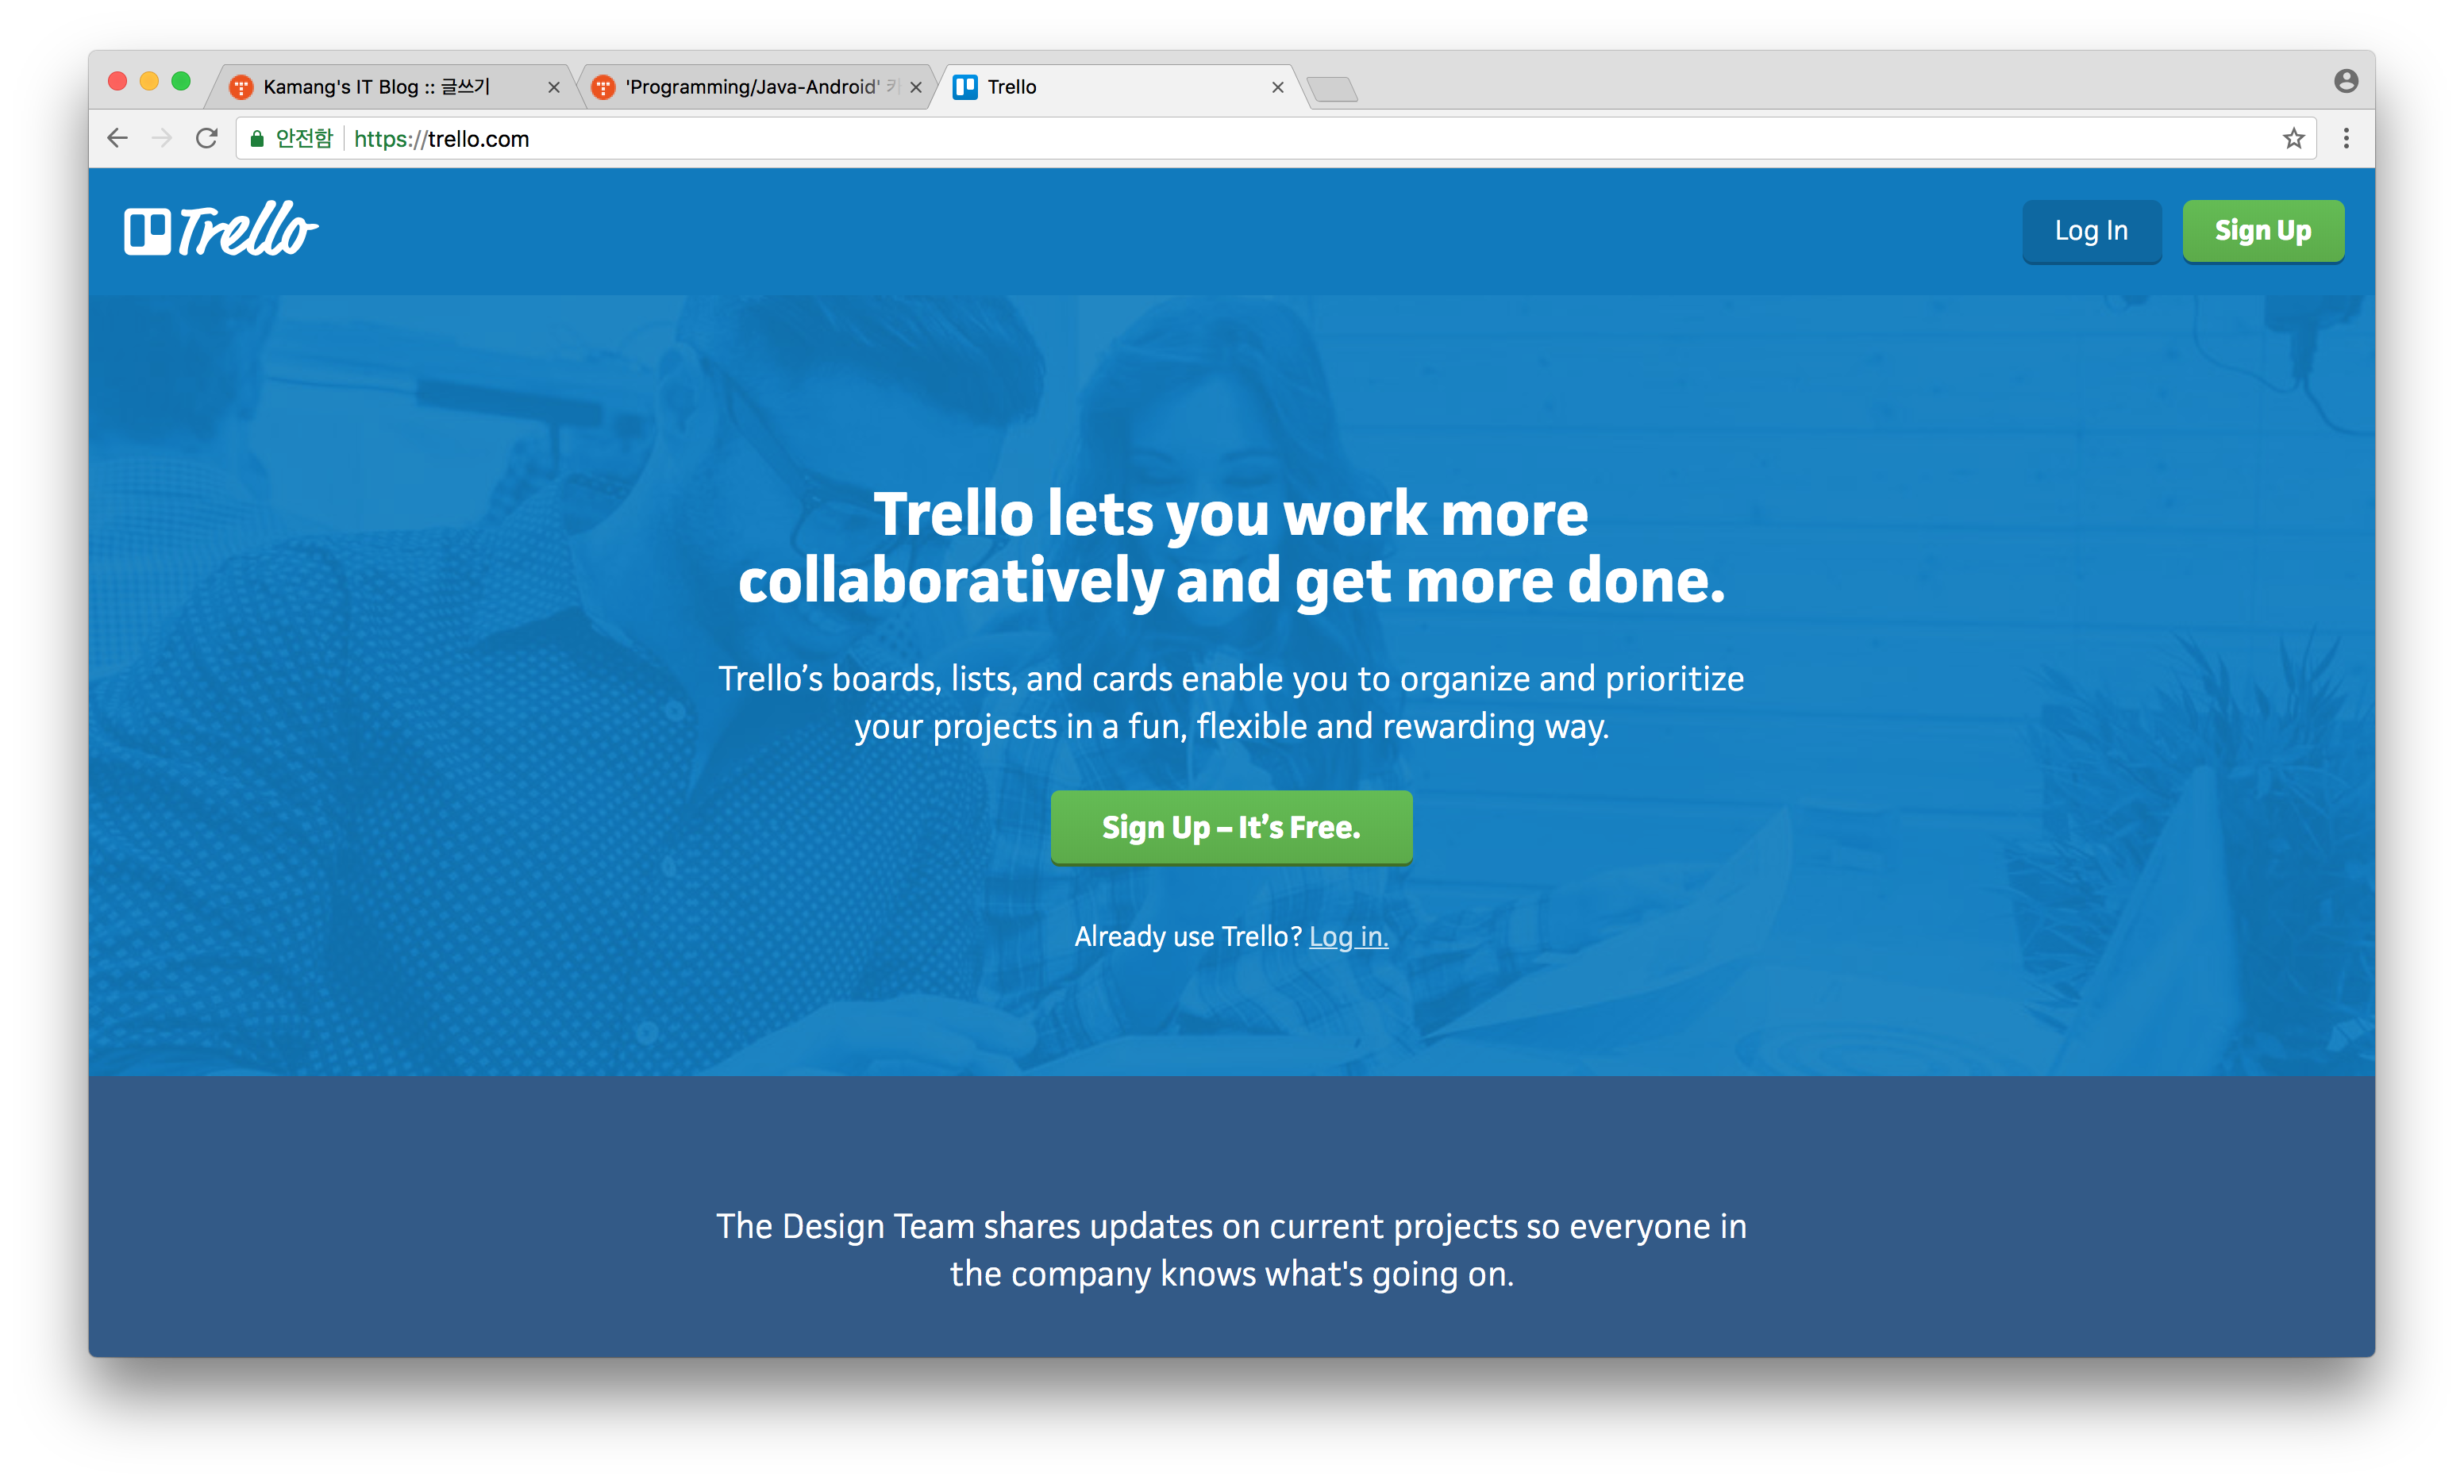 Kamang's IT Blog :: 글쓰기
'Programming/Java-Android'
Trello
안전함
https://trello.com
Trello
Log In
Sign Up
Trello lets you work more
collaboratively and get more done.
Trello’s boards, lists, and cards enable you to organize and prioritize
your projects in a fun, flexible and rewarding way.
Sign Up – It’s Free.
Already use Trello? Log in.
The Design Team shares updates on current projects so everyone in
the company knows what's going on.